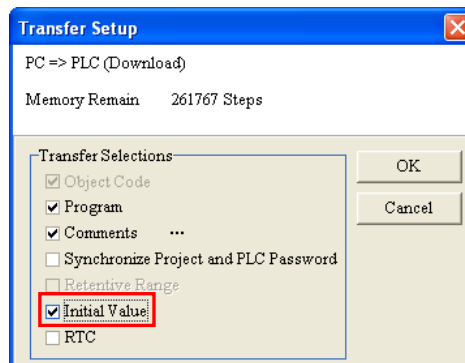 Transfer Setup
PC => PLC (Download)
Memory Remain 261767 Steps
Transfer Selections
Object Code
OK
Program
Cancel
Comments ...
Synchronize Project and PLC Password
Retentive Range
Initial Value
RTC